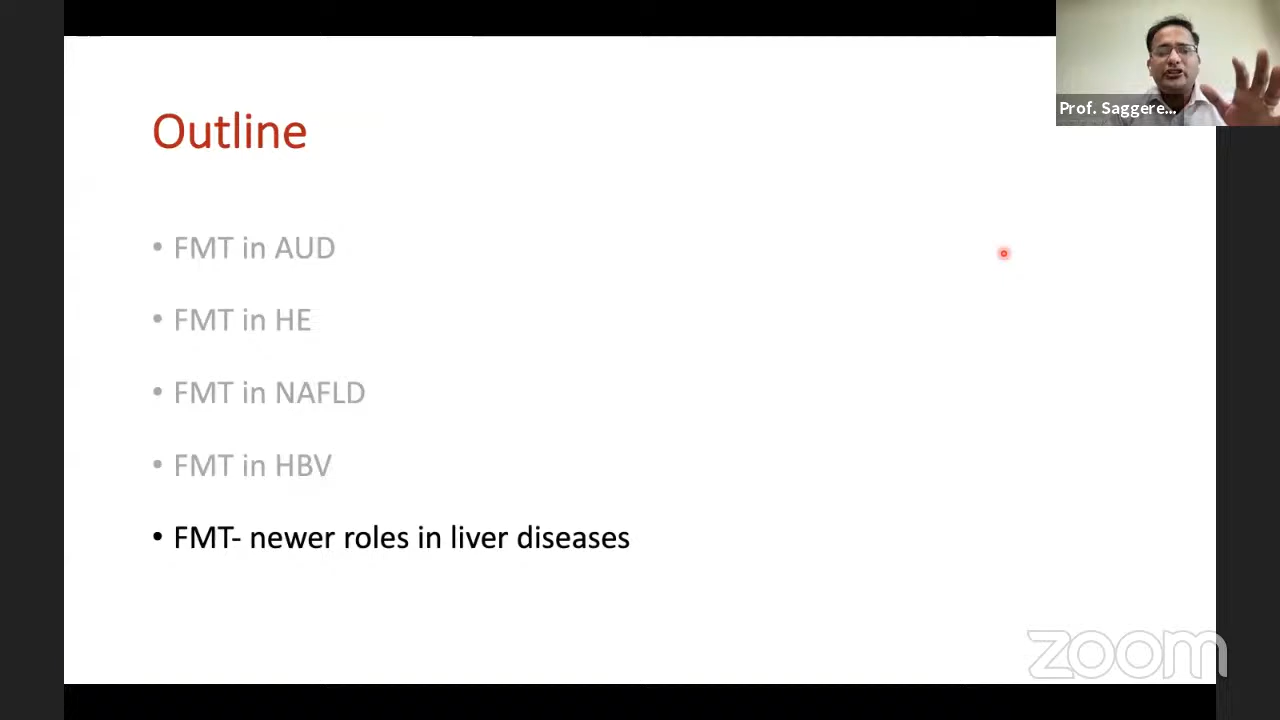 Outline
Prof. Saggere...
• FMT in AUD
• FMT in HE
• FMT in NAFLD
• FMT in HBV
• FMT- newer roles in liver diseases
zoom